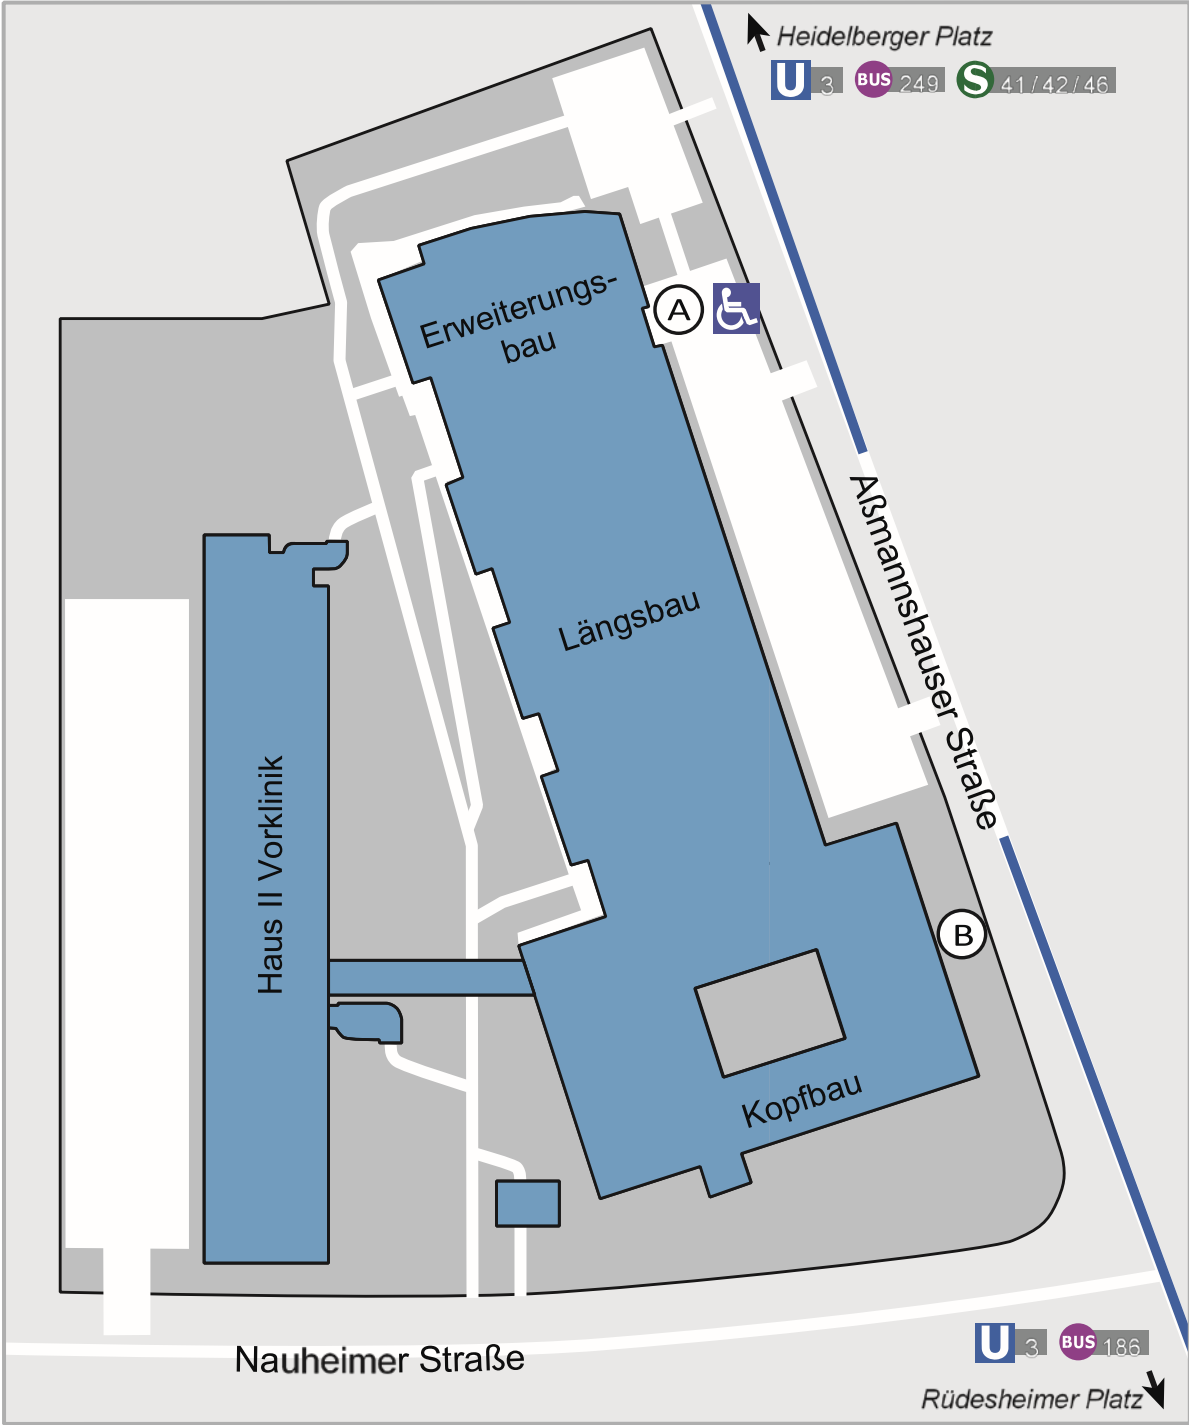 Heidelberger Platz
U 3 BUS 249 S 41/42/46
Erweiterungs-
bau
A
Aßmannshauser Straße
Längsbau
Haus II Vorklinik
B
Kopfbau
Nauheimer Straße
U 3 BUS 186
Rüdesheimer Platz